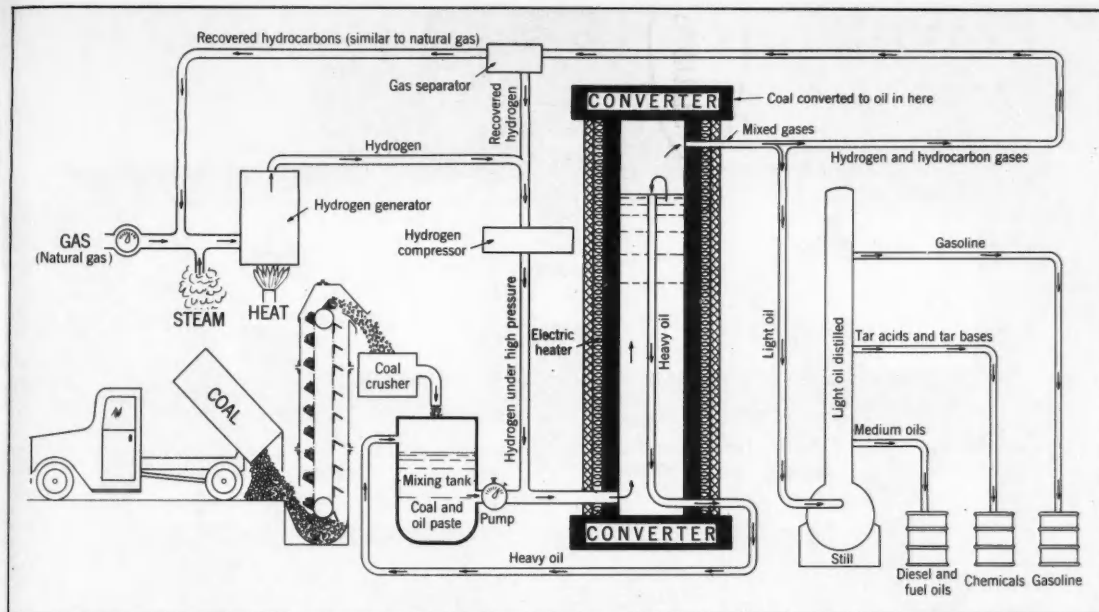 Recovered hydrocarbons (similar to natural gas)
Gas separator
Recovered
hydrogen
CONVERTER
Coal converted to oil in here
Mixed gases
Hydrogen and hydrocarbon gases
Hydrogen
Hydrogen generator
GAS
(Natural gas)
STEAM
HEAT
Hydrogen
compressor
Hydrogen under high pressure
Electric
heater
Heavy oil
Light oil
Light oil distilled
Gasoline
Tar acids and tar bases
Medium oils
COAL
Coal
crusher
Mixing tank
Coal and
oil paste
Pump
CONVERTER
Heavy oil
Still
Diesel and
fuel oils
Chemicals
Gasoline